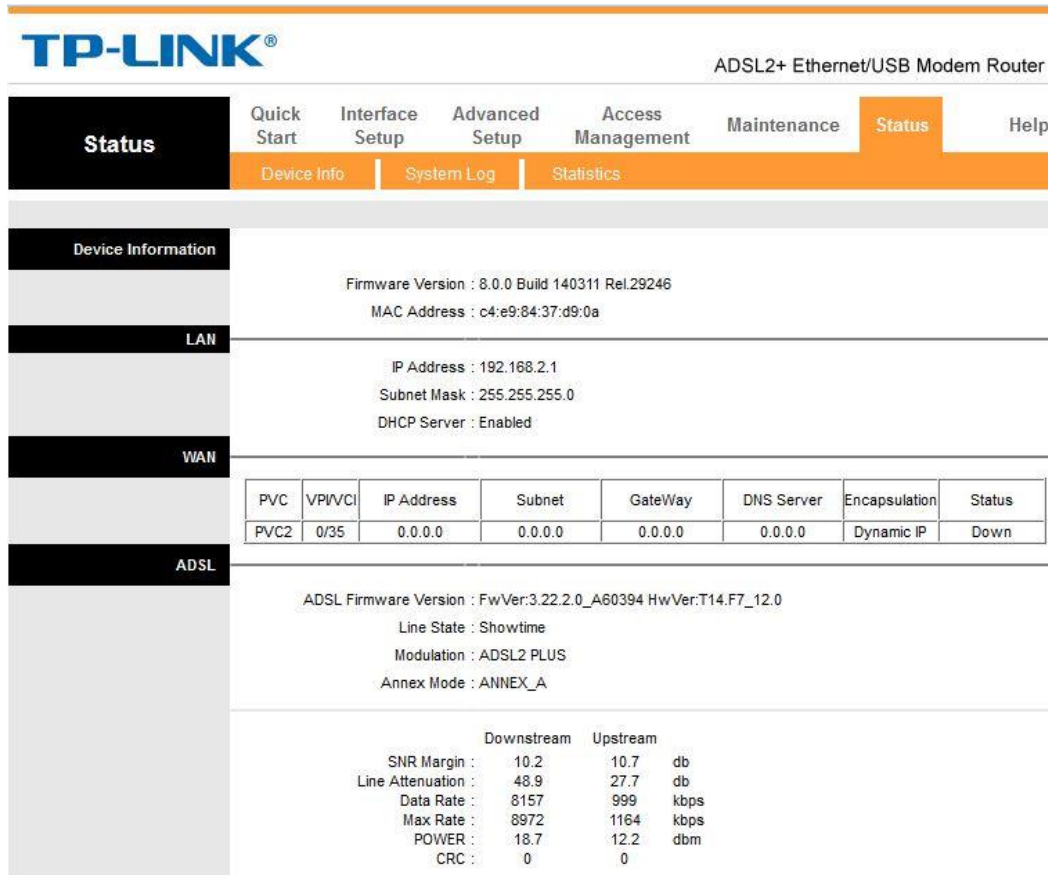 TP-LINK®
ADSL2+ Ethernet/USB Modem Router
Status
Quick Start
Interface Setup
Advanced Setup
Access Management
Maintenance
Status
Help
Device Info
System Log
Statistics
Device Information
Firmware Version : 8.0.0 Build 140311 Rel.29246
MAC Address : c4:e9:84:37:d9:0a
LAN
IP Address : 192.168.2.1
Subnet Mask : 255.255.255.0
DHCP Server : Enabled
WAN
PVC VPI/VCI IP Address Subnet GateWay DNS Server Encapsulation Status
PVC2 0/35 0.0.0.0 0.0.0.0 0.0.0.0 0.0.0.0 Dynamic IP Down
ADSL
ADSL Firmware Version : FwVer:3.22.2.0_A60394 HwVer:T14.F7_12.0
Line State : Showtime
Modulation : ADSL2 PLUS
Annex Mode : ANNEX_A
Downstream Upstream
SNR Margin : 10.2 10.7 db
Line Attenuation : 48.9 27.7 db
Data Rate : 8157 999 kbps
Max Rate : 8972 1164 kbps
POWER : 18.7 12.2 dbm
CRC : 0 0